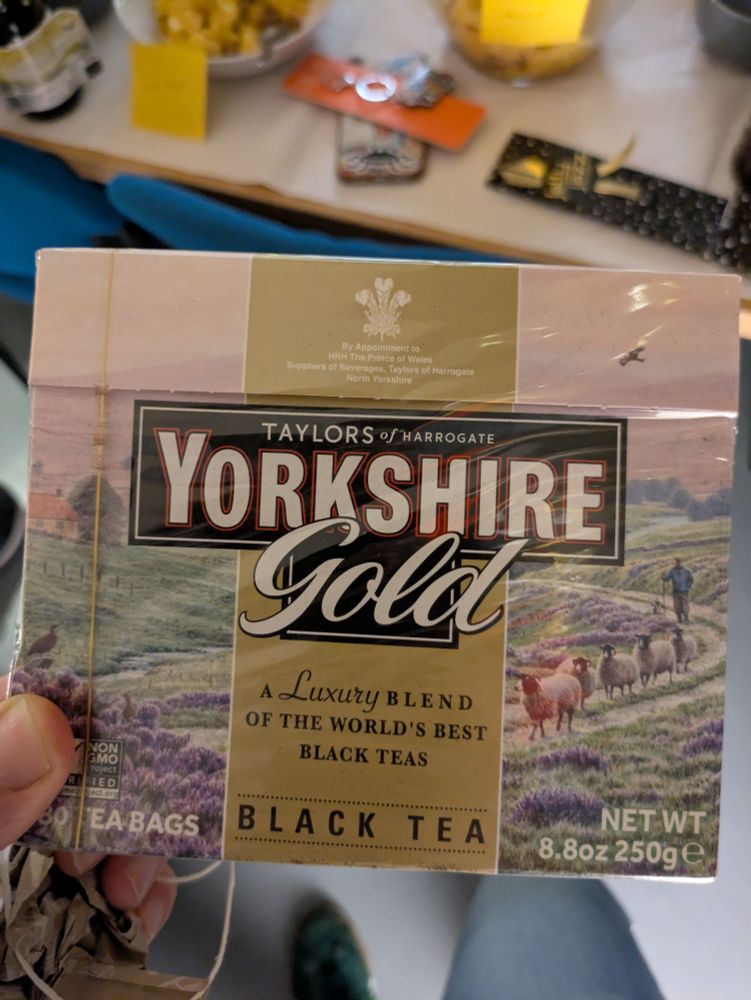 By Appointment to
HRH The Prince of Wales
Suppliers of Beverages, Taylors of Harrogate
North Yorkshire
TAYLORS of HARROGATE
YORKSHIRE
Gold
A Luxury BLEND
OF THE WORLD'S BEST
BLACK TEAS
BLACK TEA
NON
GMO
Project
TEA BAGS
NET WT
8.8oz 250g e